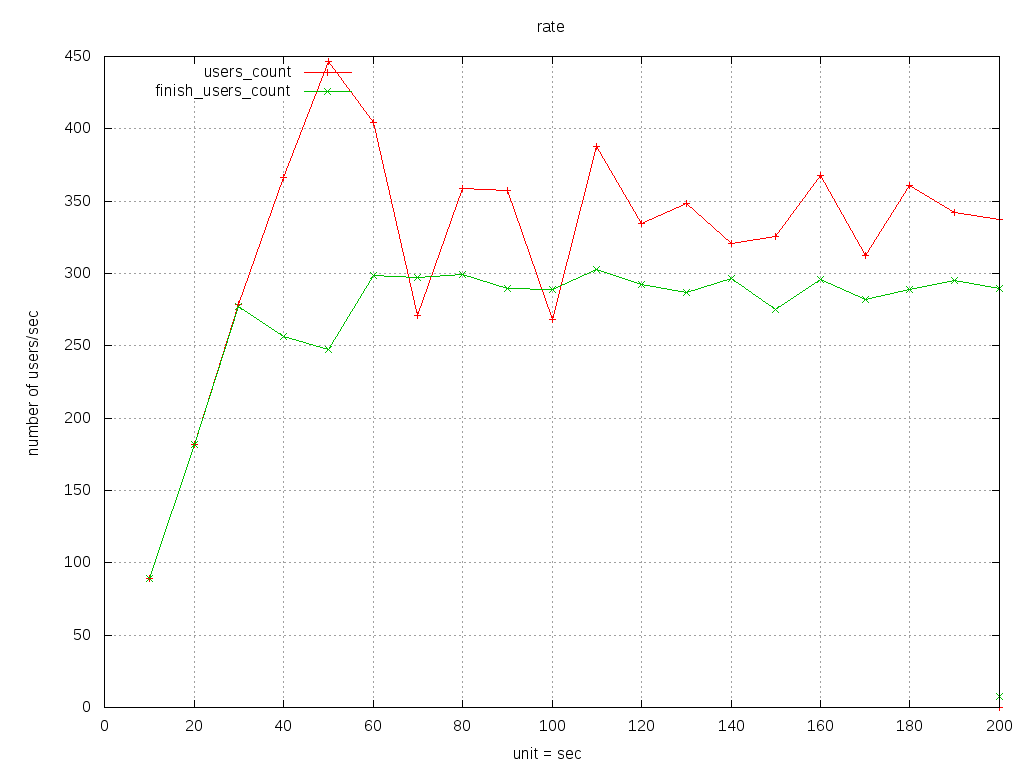 rate
450
400
350
300
250
200
150
100
50
0
users_count
finish_users_count
number of users/sec
0 20 40 60 80 100 120 140 160 180 200
unit = sec